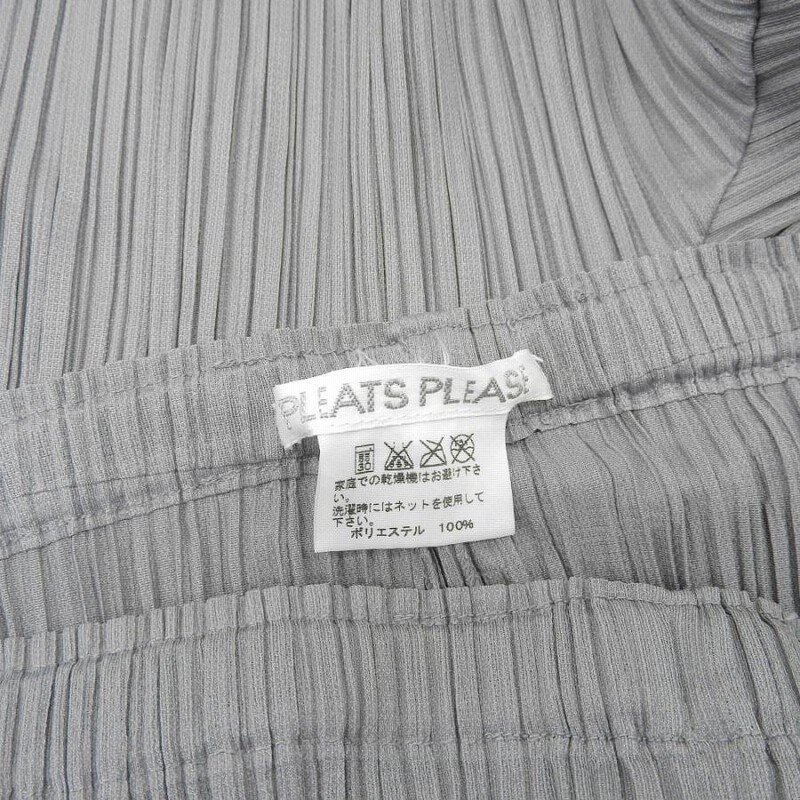 PLEATS PLEASE
家庭での乾燥機はお避け下さ
い。
洗濯時にはネットを使用して
下さい。
ポリエステル 100%